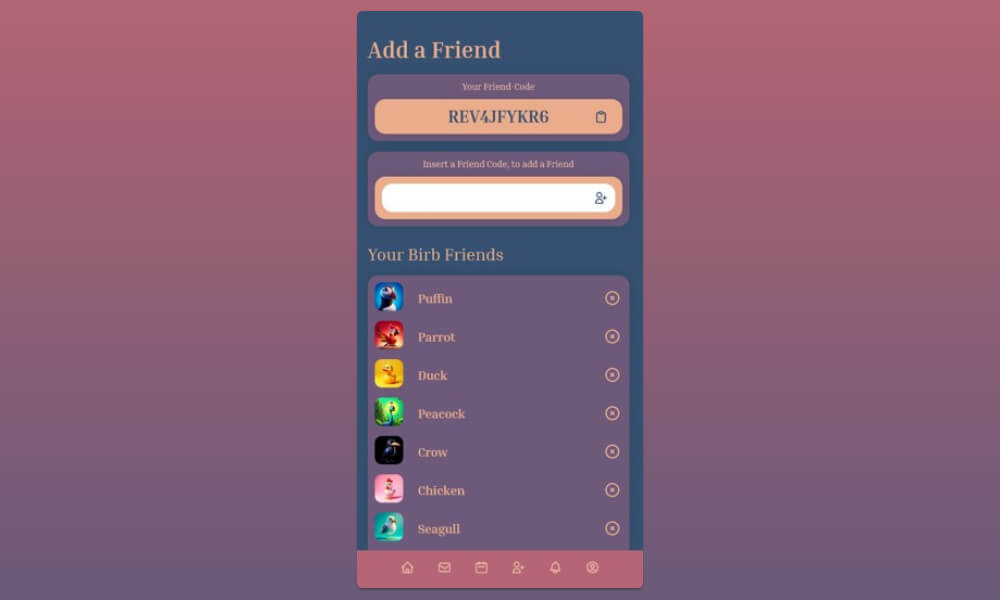 Add a Friend
Your Friend-Code
REV4JFYKR6
Insert a Friend Code, to add a Friend
Your Birb Friends
Puffin
Parrot
Duck
Peacock
Crow
Chicken
Seagull